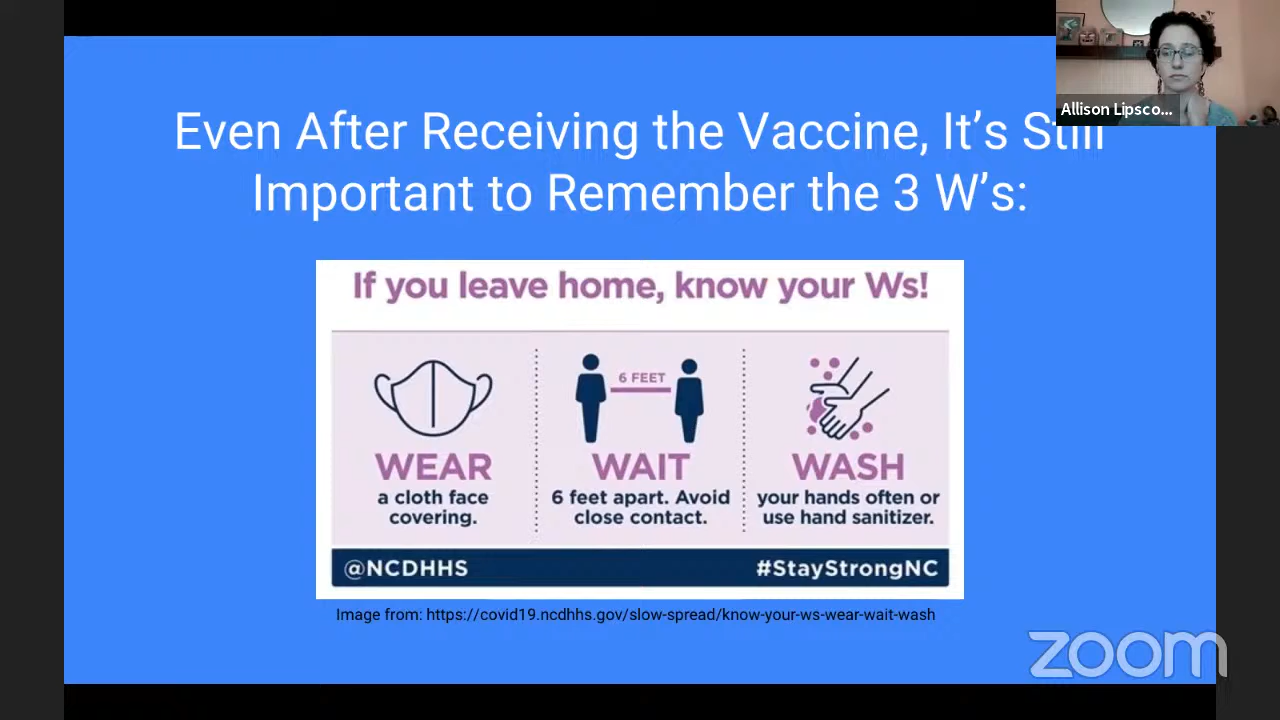 Allison Lipsco...
Even After Receiving the Vaccine, It's Still
Important to Remember the 3 W's:
If you leave home, know your Ws!
6 FEET
WEAR
a cloth face
covering.
WAIT
6 feet apart. Avoid
close contact.
WASH
your hands often or
use hand sanitizer.
@NCDHHS
#StayStrongNC
Image from: https://covid19.ncdhhs.gov/slow-spread/know-your-ws-wear-wait-wash
zoom